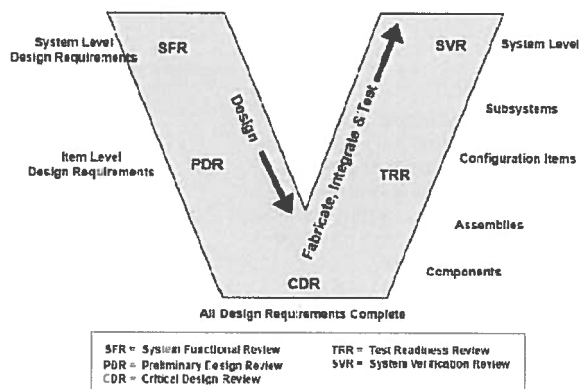 System Level
Design Requirements
SFR
SVR
System Level
Design
Fabricate, Integrate & Test
Subsystems
Item Level
Design Requirements
PDR
TRR
Configuration Items
Assemblies
CDR
Components
All Design Requirements Complete
SFR = System Functional Review
PDR = Preliminary Design Review
CDR = Critical Design Review
TRR = Test Readiness Review
SVR = System Verification Review